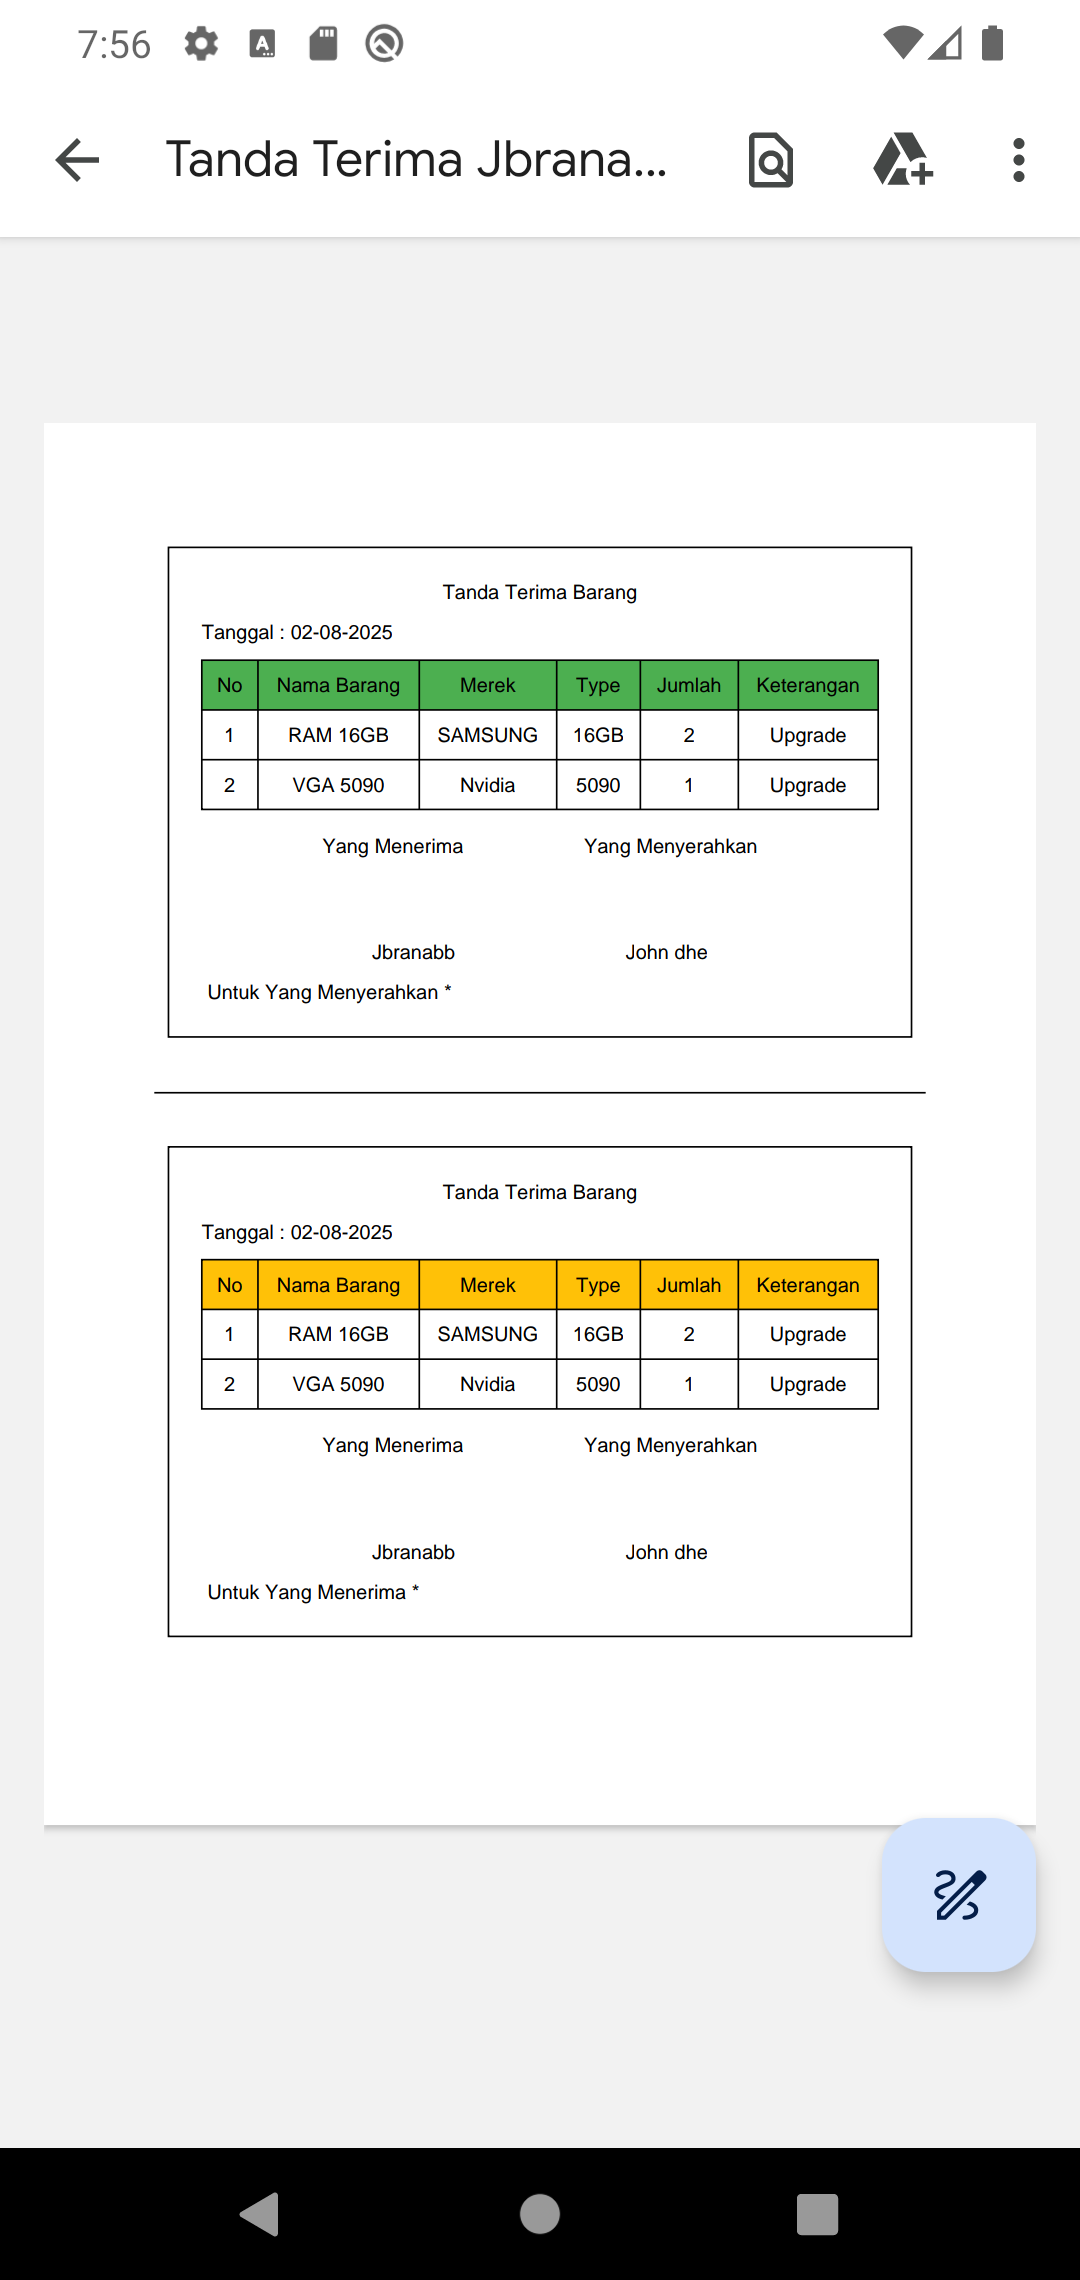 7:56
Tanda Terima Jbrana...
Tanda Terima Barang
Tanggal : 02-08-2025
No Nama Barang Merek Type Jumlah Keterangan
1 RAM 16GB SAMSUNG 16GB 2 Upgrade
2 VGA 5090 Nvidia 5090 1 Upgrade
Yang Menerima Yang Menyerahkan
Jbranabb John dhe
Untuk Yang Menyerahkan *
Tanda Terima Barang
Tanggal : 02-08-2025
No Nama Barang Merek Type Jumlah Keterangan
1 RAM 16GB SAMSUNG 16GB 2 Upgrade
2 VGA 5090 Nvidia 5090 1 Upgrade
Yang Menerima Yang Menyerahkan
Jbranabb John dhe
Untuk Yang Menerima *